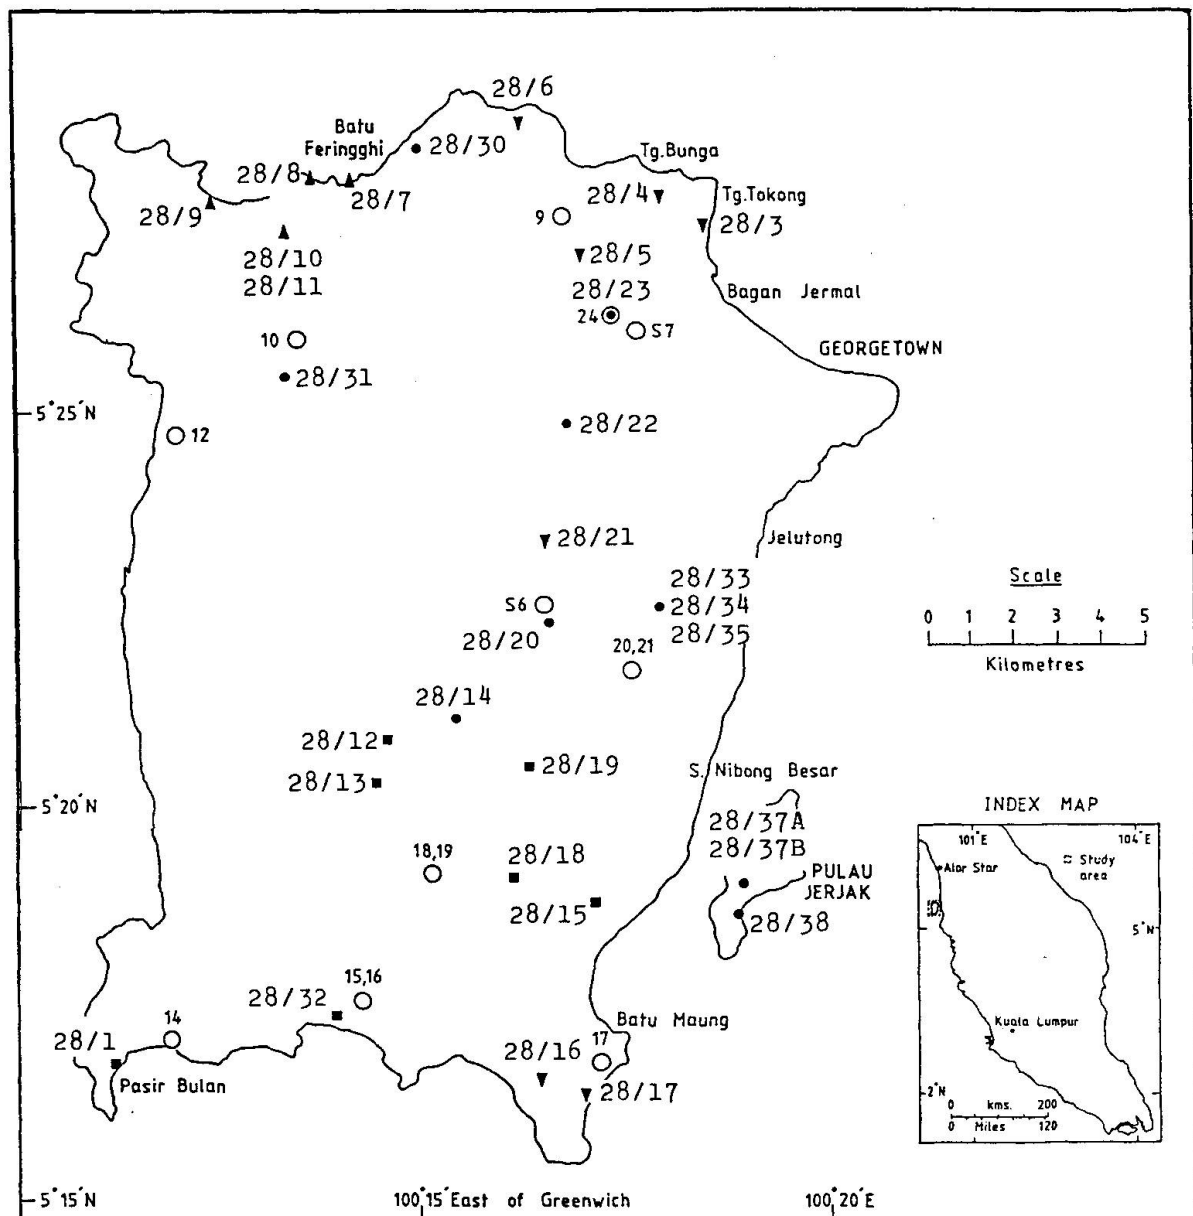 28/6
Batu
Feringghi
28/30
Tg.Bunga
28/8
28/7
28/4
Tg.Tokong
28/9
9
28/3
28/10
28/11
28/5
28/23
Bagan Jermal
24
S7
10
GEORGETOWN
28/31
5°25'N
12
28/22
28/21
Jelutong
28/33
28/34
28/35
S6
28/20
20,21
Scale
0 1 2 3 4 5
Kilometres
28/14
28/12
28/13
28/19
S. Nibong Besar
5°20'N
28/37A
28/37B
18,19
28/18
28/15
PULAU
JERJAK
28/38
INDEX MAP
101°E
104°E
Alor Star
Study
area
5°N
Kuala Lumpur
2°N
0 kms. 200
0 Miles 120
15,16
28/32
14
28/1
Pasir Bulan
Batu Maung
17
28/16
28/17
5°15'N
100°15'East of Greenwich
100°20'E